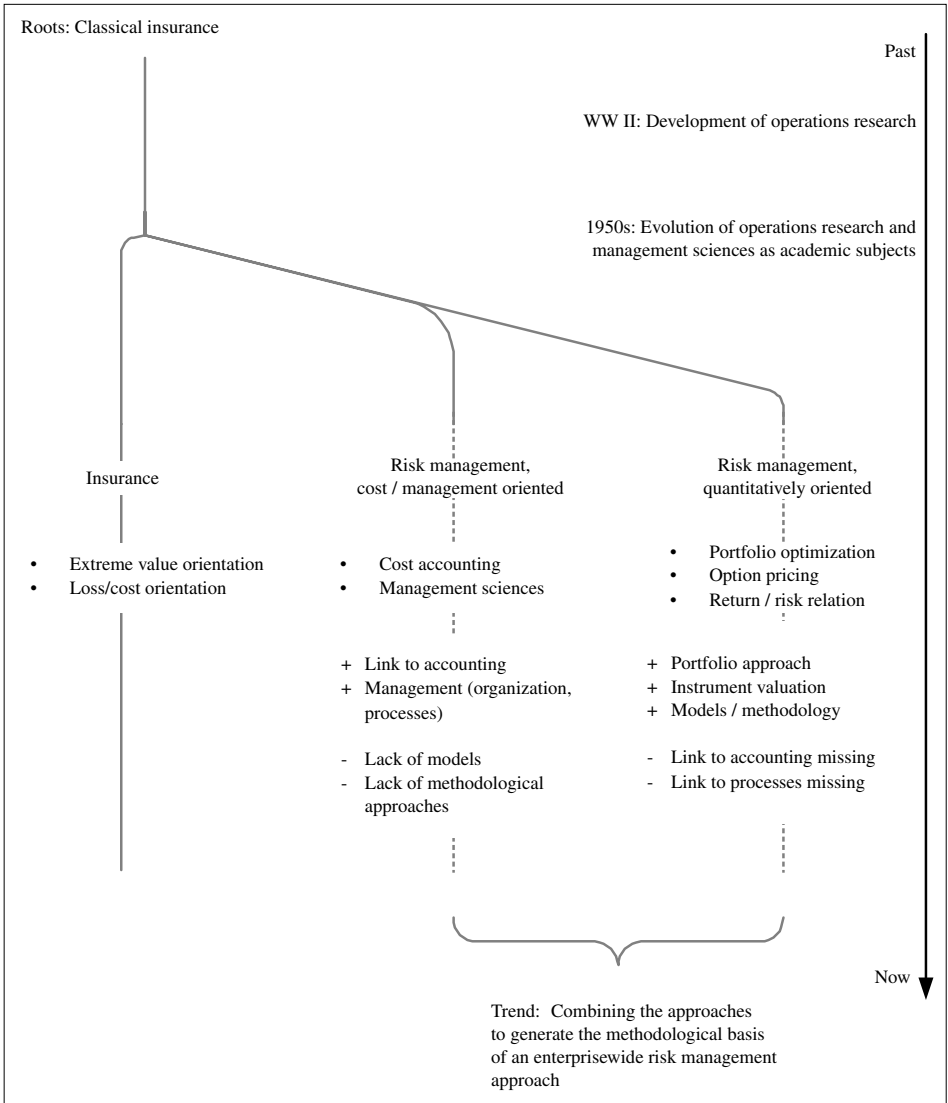 Roots: Classical insurance
Past
WW II: Development of operations research
1950s: Evolution of operations research and
management sciences as academic subjects
Insurance
• Extreme value orientation
• Loss/cost orientation
Risk management,
cost / management oriented
• Cost accounting
• Management sciences
+ Link to accounting
+ Management (organization,
processes)
- Lack of models
- Lack of methodological
approaches
Risk management,
quantitatively oriented
• Portfolio optimization
• Option pricing
• Return / risk relation
+ Portfolio approach
+ Instrument valuation
+ Models / methodology
- Link to accounting missing
- Link to processes missing
Now
Trend: Combining the approaches
to generate the methodological basis
of an enterprisewide risk management
approach